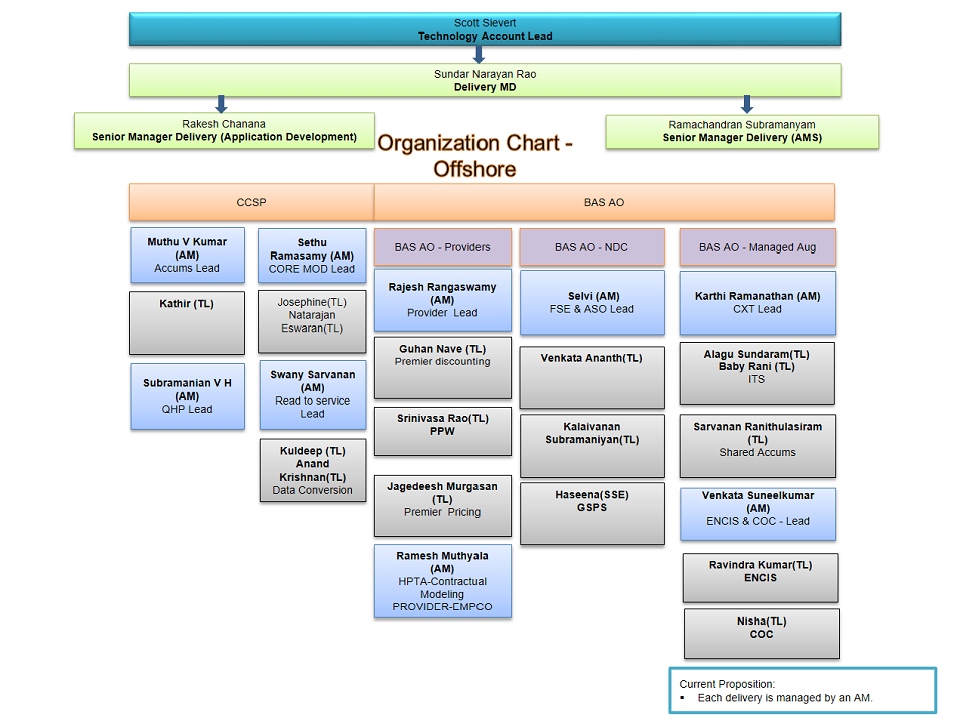 Scott Sievert
Technology Account Lead
Sundar Narayan Rao
Delivery MD
Rakesh Chanana
Senior Manager Delivery (Application Development)
Ramachandran Subramanyam
Senior Manager Delivery (AMS)
Organization Chart -
Offshore
CCSP
BAS AO
Muthu V Kumar
(AM)
Accums Lead
Kathir (TL)
Subramanian V H
(AM)
QHP Lead
Sethu
Ramasamy (AM)
CORE MOD Lead
Josephine(TL)
Natarajan
Eswaran(TL)
Swany Sarvanan
(AM)
Read to service
Lead
Kuldeep (TL)
Anand
Krishnan(TL)
Data Conversion
BAS AO - Providers
Rajesh Rangaswamy
(AM)
Provider Lead
Guhan Nave (TL)
Premier discounting
Srinivasa Rao(TL)
PPW
Jagedeesh Murgasan
(TL)
Premier Pricing
Ramesh Muthyala
(AM)
HPTA-Contractual
Modeling
PROVIDER-EMPCO
BAS AO - NDC
Selvi (AM)
FSE & ASO Lead
Venkata Ananth(TL)
Kalaivanan
Subramaniyan(TL)
Haseena(SSE)
GSPS
BAS AO - Managed Aug
Karthi Ramanathan (AM)
CXT Lead
Alagu Sundaram(TL)
Baby Rani (TL)
ITS
Sarvanan Ranithulasiram
(TL)
Shared Accums
Venkata Suneelkumar
(AM)
ENCIS & COC - Lead
Ravindra Kumar(TL)
ENCIS
Nisha(TL)
COC
Current Proposition:
▪ Each delivery is managed by an AM.